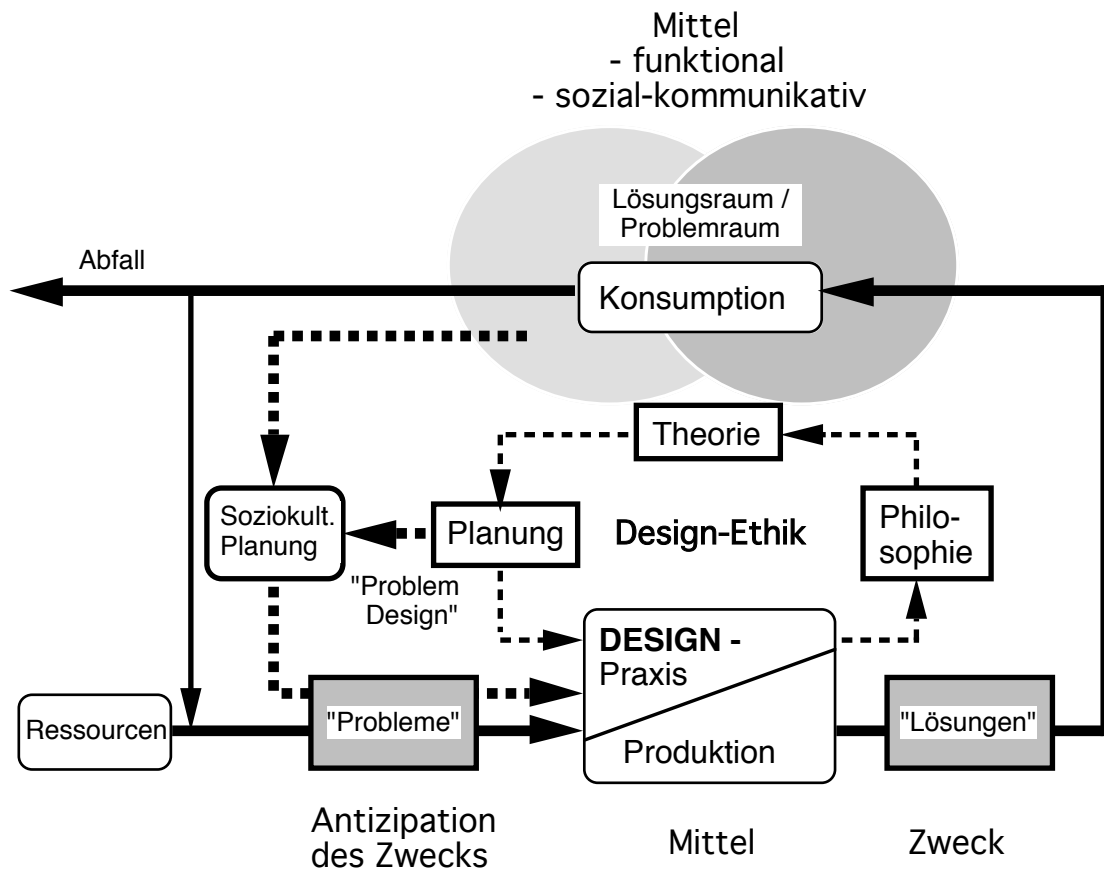 Mittel
- funktional
- sozial-kommunikativ
Lösungsraum /
Problemraum
Abfall
Konsumption
Theorie
Soziokult.
Planung
Planung
Design-Ethik
Philo-
sophie
"Problem
Design"
DESIGN -
Praxis
Produktion
Ressourcen
"Probleme"
"Lösungen"
Antizipation
des Zwecks
Mittel
Zweck